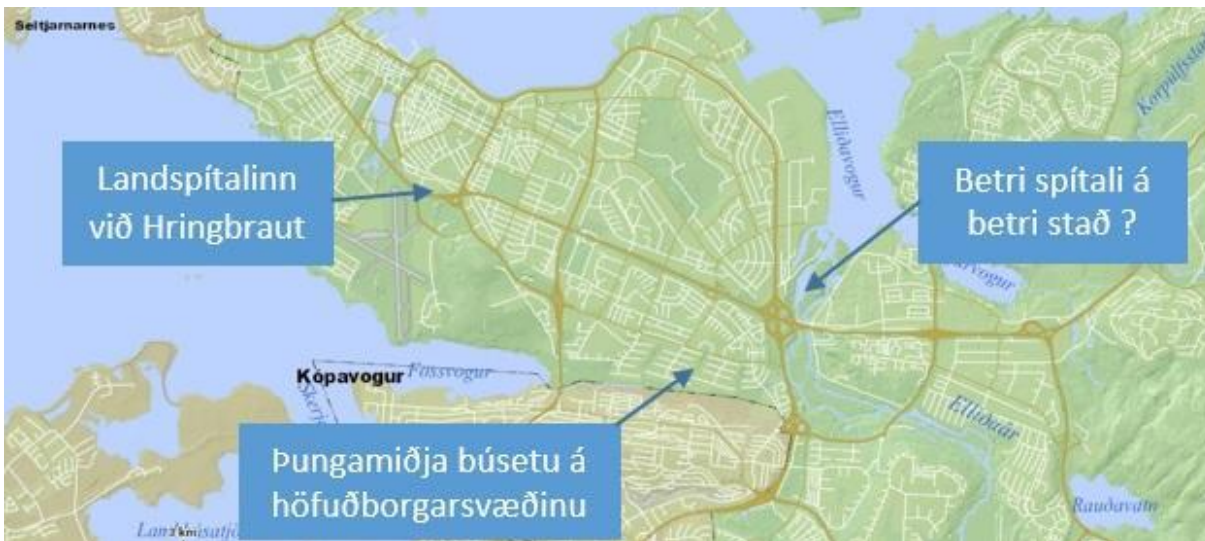 Seltjarnarnes
Landspítalinn
við Hringbraut
Elliðavogur
Betri spítali á
betri stað ?
Kópavogur
Fossvogur
Þungamiðja búsetu á
höfuðborgarsvæðinu
Elliðaár
Rauðavatn